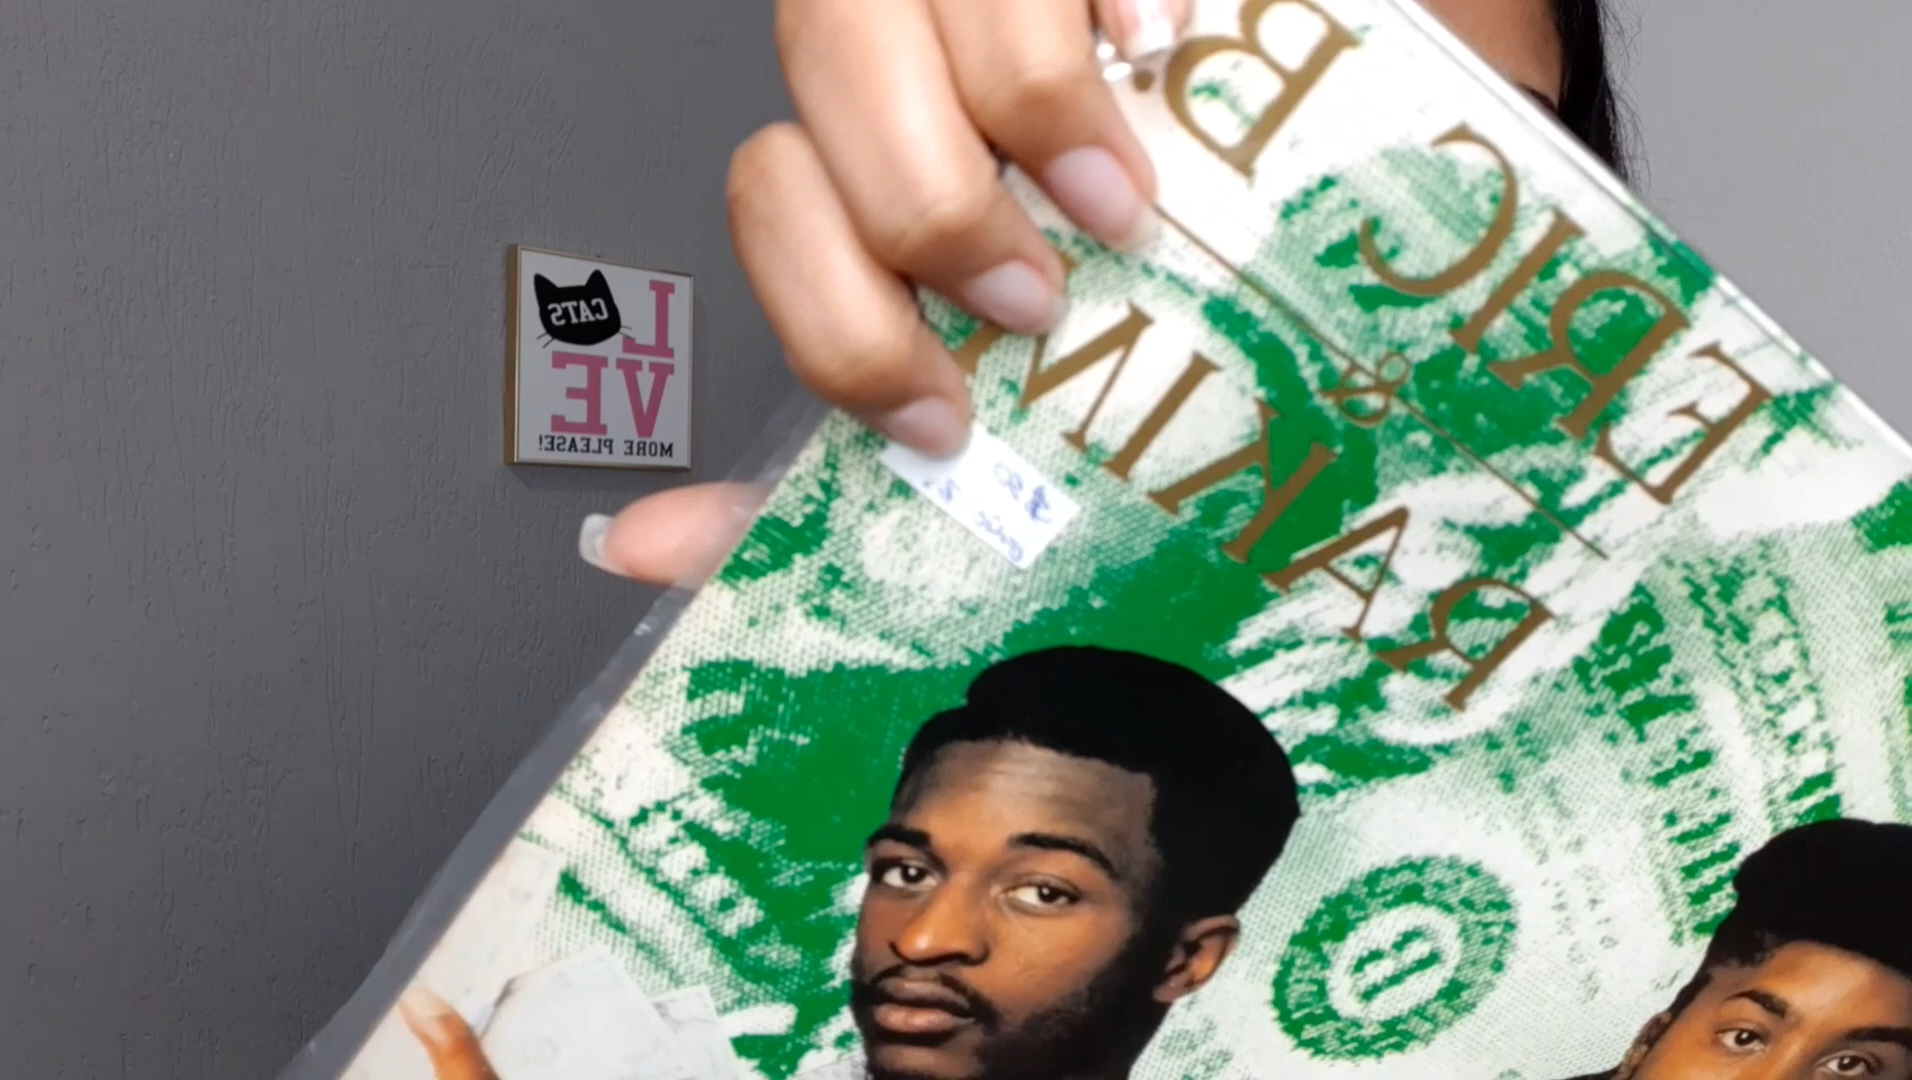 ERIC B.
&
RAKIM
B
L CATS
VE
MORE PLEASE!